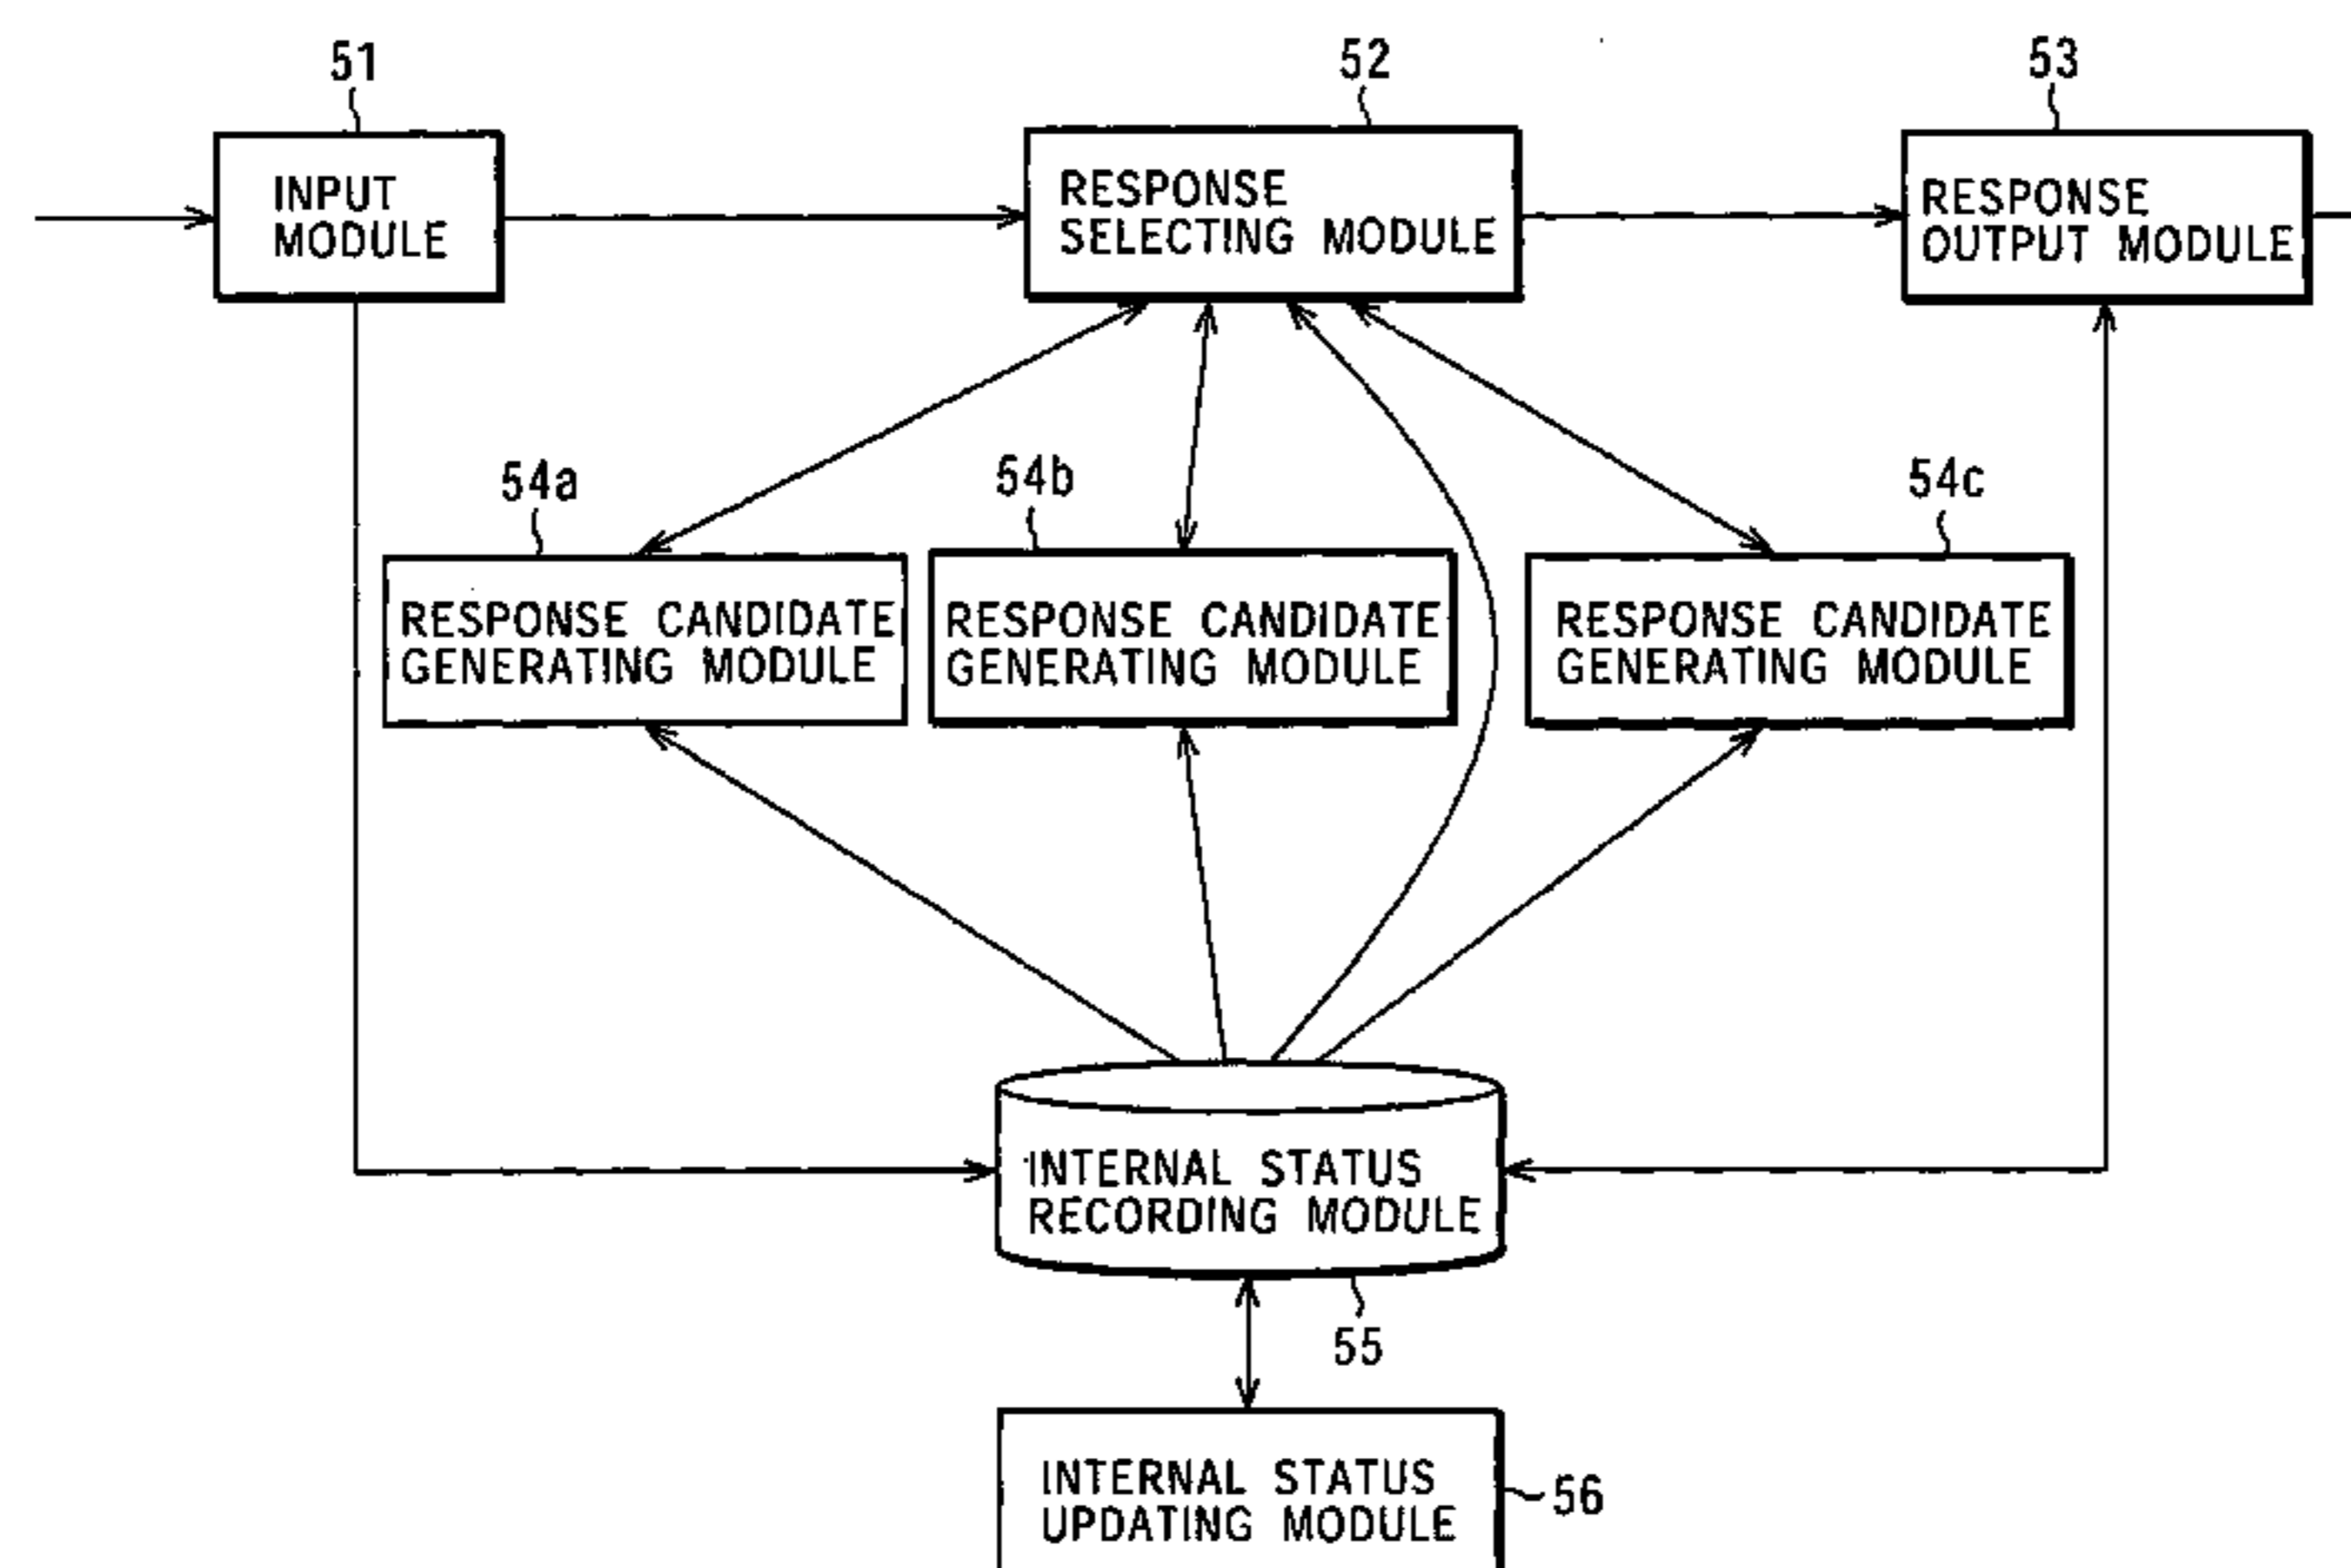 51
52
53
INPUT
MODULE
RESPONSE
SELECTING MODULE
RESPONSE
OUTPUT MODULE
54a
54b
54c
RESPONSE CANDIDATE
GENERATING MODULE
RESPONSE CANDIDATE
GENERATING MODULE
RESPONSE CANDIDATE
GENERATING MODULE
INTERNAL STATUS
RECORDING MODULE
55
INTERNAL STATUS
UPDATING MODULE
56